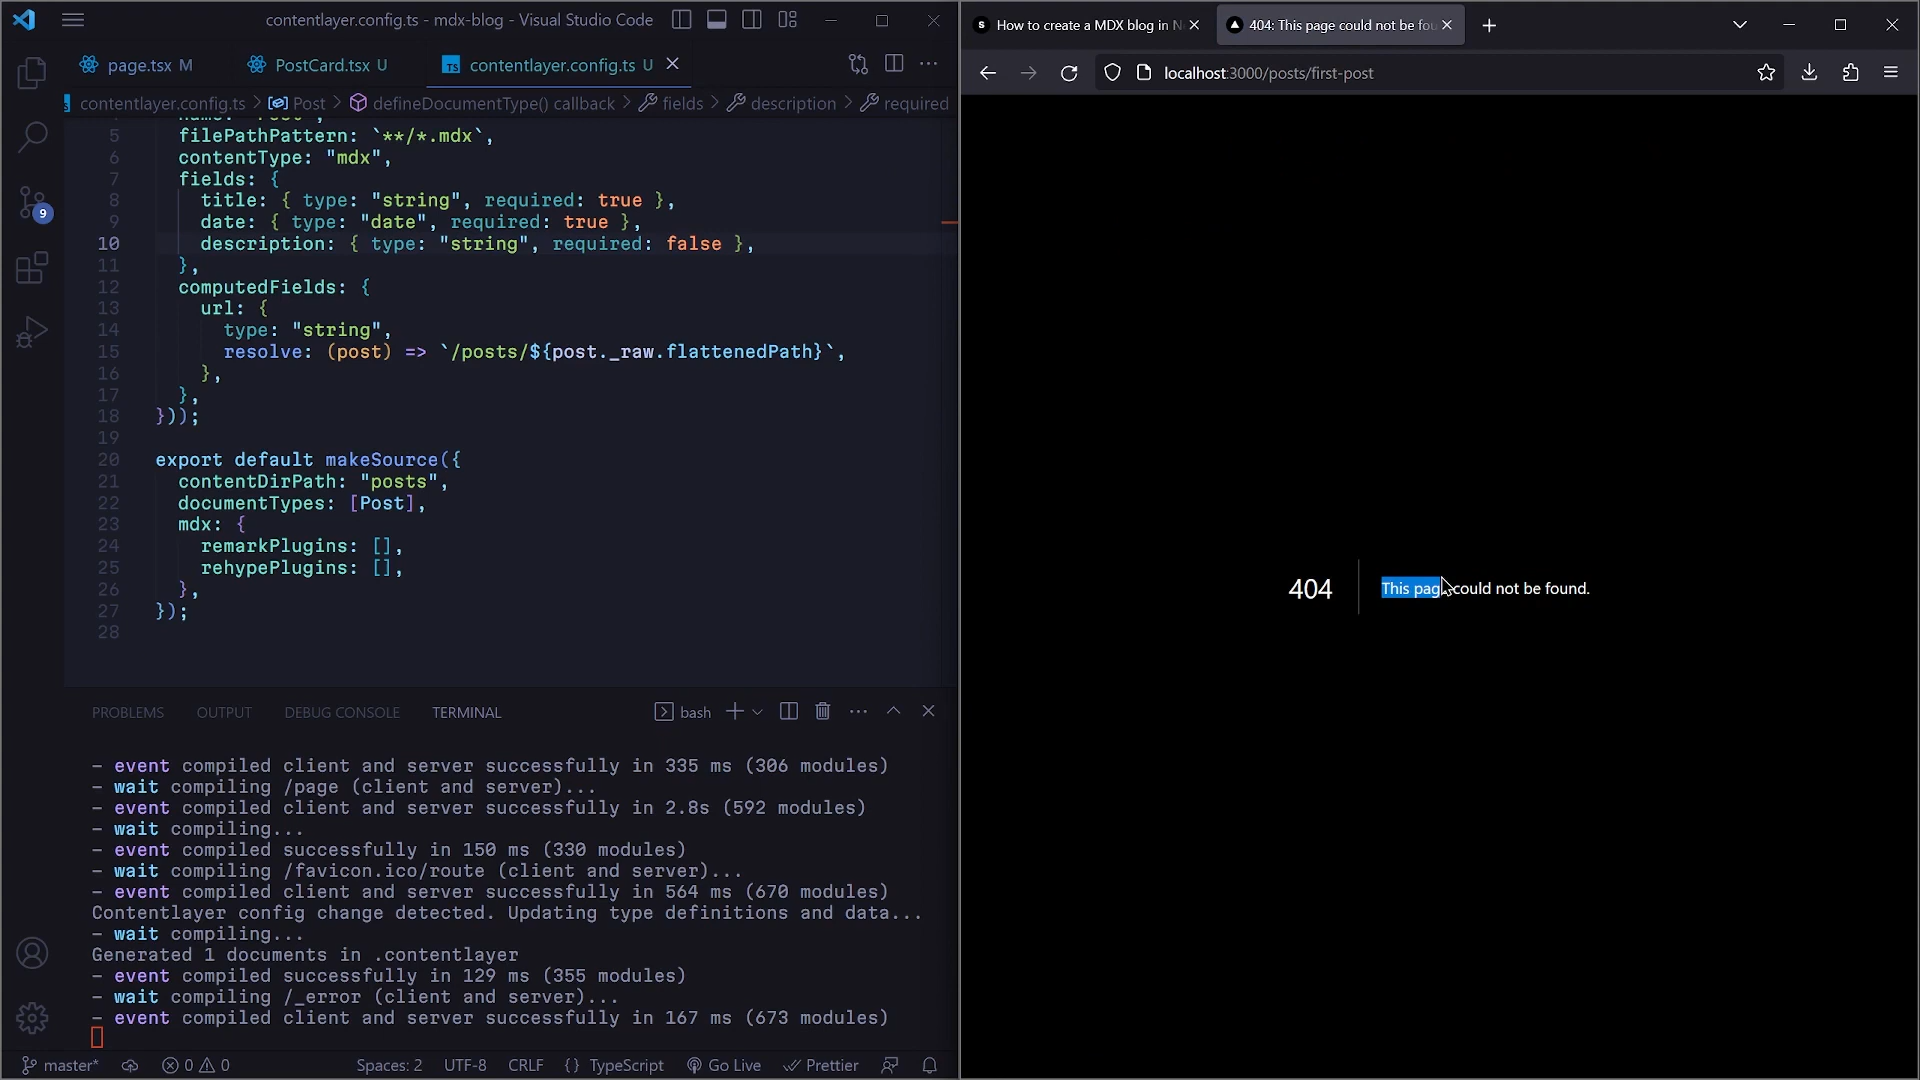 contentlayer.config.ts - mdx-blog - Visual Studio Code
page.tsx M
PostCard.tsx U
contentlayer.config.ts U
contentlayer.config.ts > Post > defineDocumentType() callback > fields > description > required
5 filePathPattern: `**/*.mdx`,
6 contentType: "mdx",
7 fields: {
8 title: { type: "string", required: true },
9 date: { type: "date", required: true },
10 description: { type: "string", required: false },
11 },
12 computedFields: {
13 url: {
14 type: "string",
15 resolve: (post) => `/posts/${post._raw.flattenedPath}`,
16 },
17 },
18 }));
19
20 export default makeSource({
21 contentDirPath: "posts",
22 documentTypes: [Post],
23 mdx: {
24 remarkPlugins: [],
25 rehypePlugins: [],
26 },
27 });
28
PROBLEMS OUTPUT DEBUG CONSOLE TERMINAL bash
- event compiled client and server successfully in 335 ms (306 modules)
- wait compiling /page (client and server)...
- event compiled client and server successfully in 2.8s (592 modules)
- wait compiling...
- event compiled successfully in 150 ms (330 modules)
- wait compiling /favicon.ico/route (client and server)...
- event compiled client and server successfully in 564 ms (670 modules)
Contentlayer config change detected. Updating type definitions and data...
- wait compiling...
Generated 1 documents in .contentlayer
- event compiled successfully in 129 ms (355 modules)
- wait compiling /_error (client and server)...
- event compiled client and server successfully in 167 ms (673 modules)
9
master* 0 0 Spaces: 2 UTF-8 CRLF {} TypeScript Go Live Prettier
How to create a MDX blog in N
404: This page could not be fou
localhost:3000/posts/first-post
404
This pag could not be found.